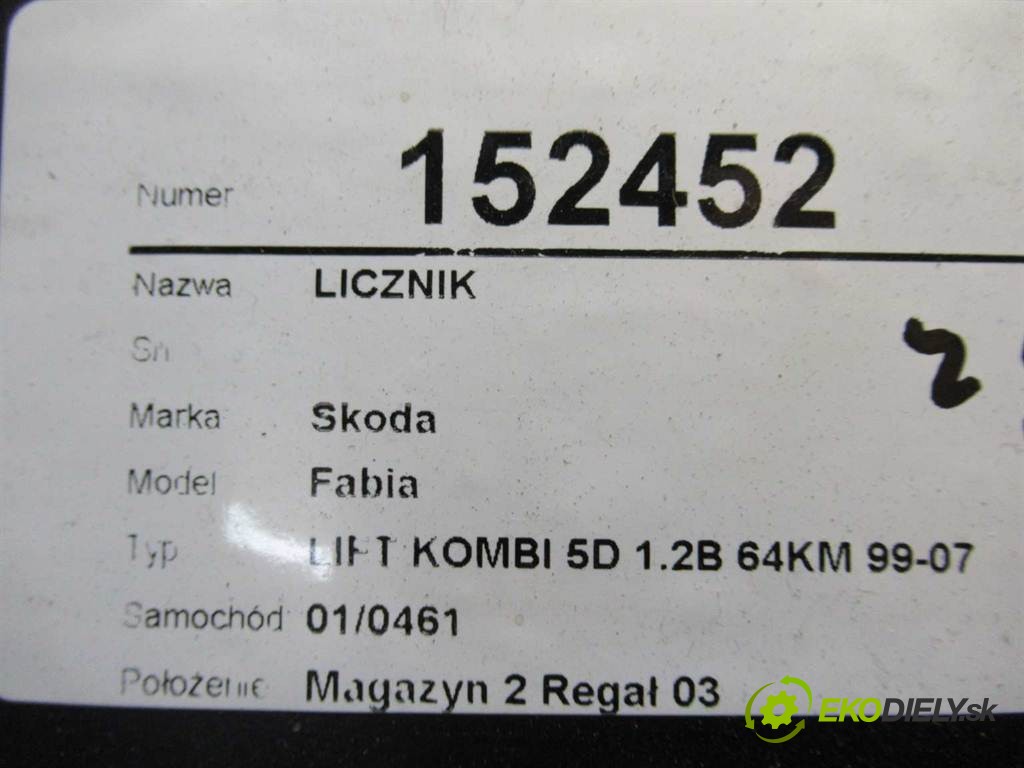 Numer 152452
Nazwa LICZNIK
Sn
2
Marka Skoda
Model Fabia
Typ LIFT KOMBI 5D 1.2B 64KM 99-07
Samochód 01/0461
Położenie Magazyn 2 Regał 03
EKODIELY.sk